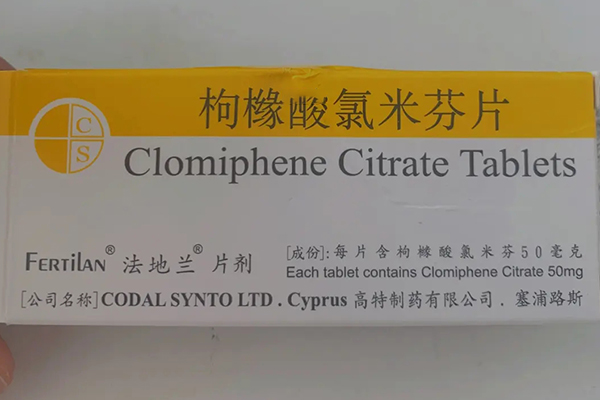 枸橼酸氯米芬片
C
S
Clomiphene Citrate Tablets
FERTILAN® 法地兰® 片剂
[成份]:每片含枸橼酸氯米芬50毫克
Each tablet contains Clomiphene Citrate 50mg
[公司名称]CODAL SYNTO LTD . Cyprus 高特制药有限公司 . 塞浦路斯